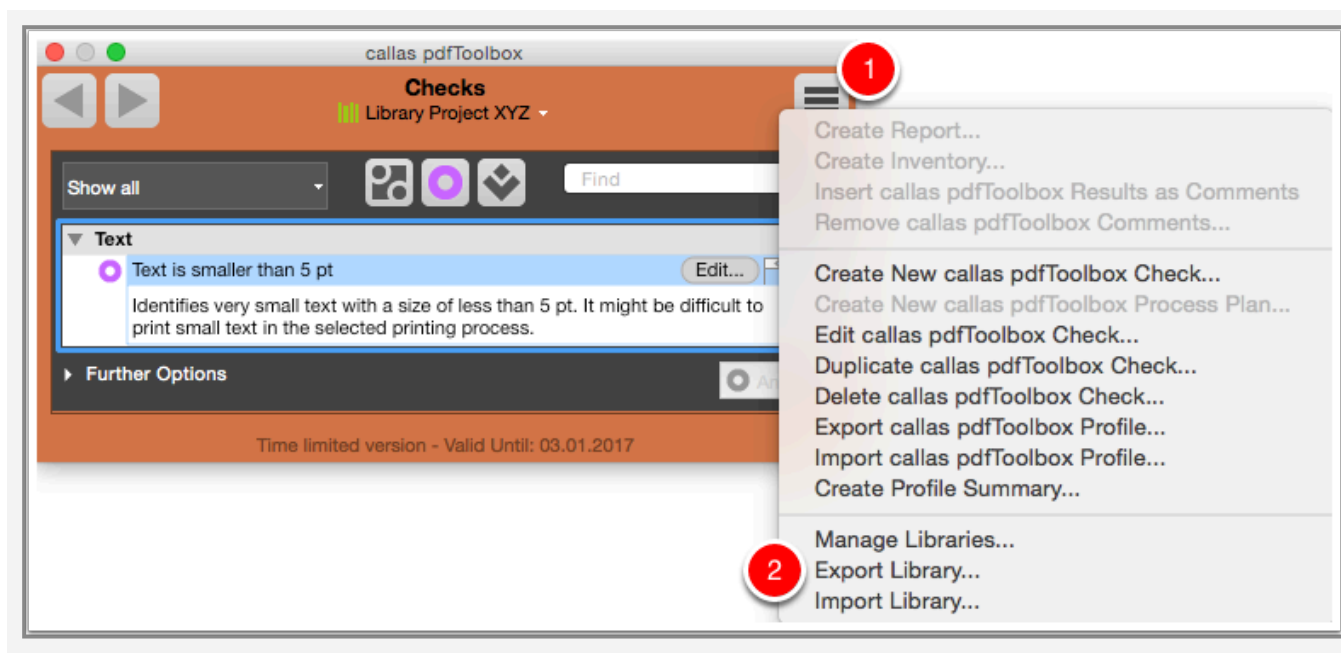 callas pdfToolbox
Checks
Library Project XYZ
1
Show all
Find
Text
Text is smaller than 5 pt
Edit...
Identifies very small text with a size of less than 5 pt. It might be difficult to
print small text in the selected printing process.
Further Options
Time limited version - Valid Until: 03.01.2017
Create Report...
Create Inventory...
Insert callas pdfToolbox Results as Comments
Remove callas pdfToolbox Comments...
Create New callas pdfToolbox Check...
Create New callas pdfToolbox Process Plan...
Edit callas pdfToolbox Check...
Duplicate callas pdfToolbox Check...
Delete callas pdfToolbox Check...
Export callas pdfToolbox Profile...
Import callas pdfToolbox Profile...
Create Profile Summary...
Manage Libraries...
2
Export Library...
Import Library...